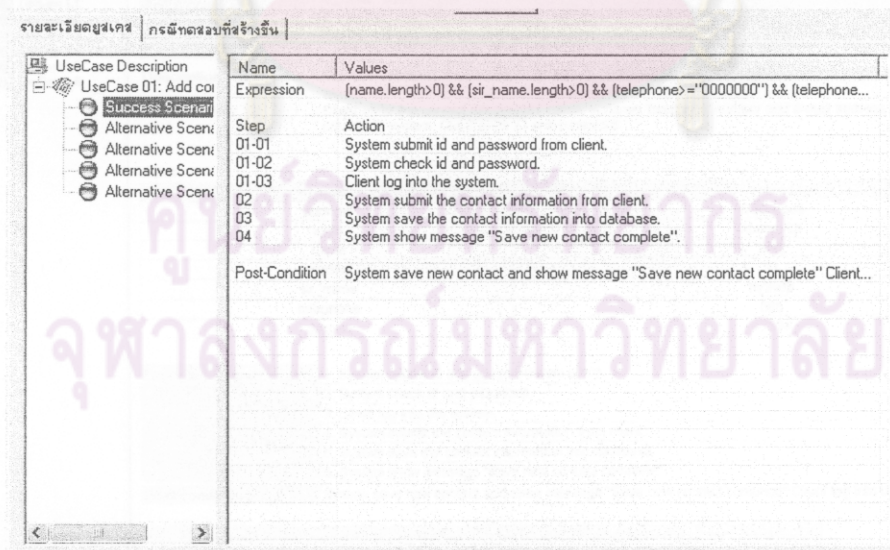 รายละเอียดยูสเคส กรณีทดสอบที่สร้างขึ้น
UseCase Description
UseCase 01: Add cor
Success Scenari
Alternative Scena
Alternative Scena
Alternative Scena
Alternative Scena
Name Values
Expression (name.length>0) && (sir_name.length>0) && (telephone>="0000000") && (telephone...
Step Action
01-01 System submit id and password from client.
01-02 System check id and password.
01-03 Client log into the system.
02 System submit the contact information from client.
03 System save the contact information into database.
04 System show message "Save new contact complete".
Post-Condition System save new contact and show message "Save new contact complete" Client...
ศูนย์วิทยทรัพยากร
จุฬาลงกรณ์มหาวิทยาลัย